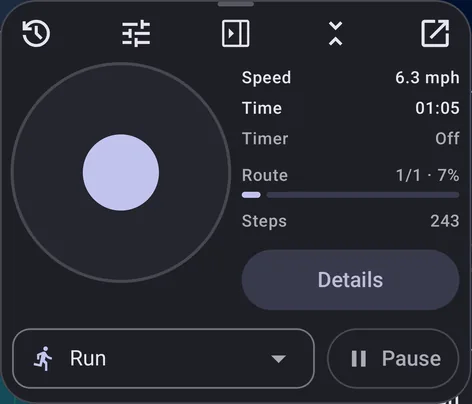 Speed 6.3 mph
Time 01:05
Timer Off
Route 1/1 · 7%
Steps 243
Details
Run Pause